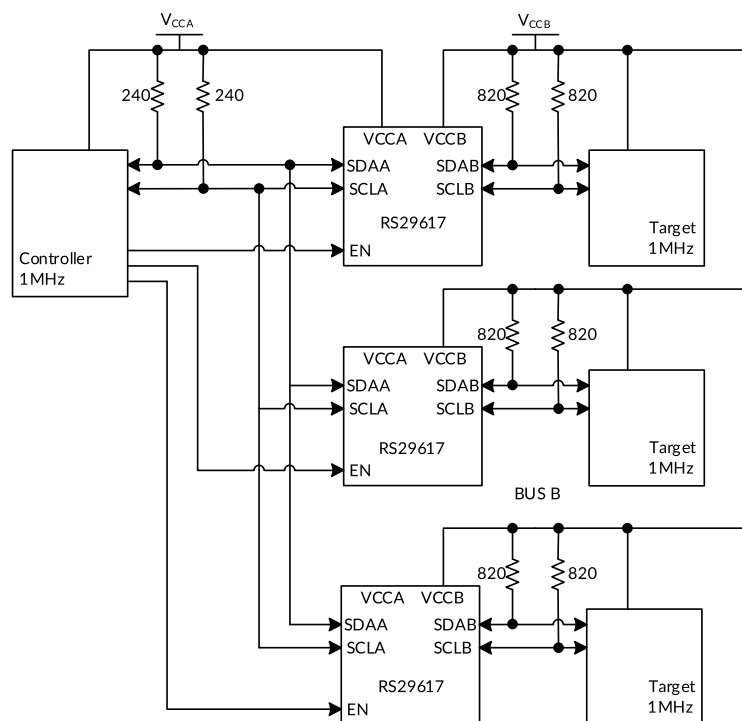 VCCA
VCCB
240
240
820
820
VCCA VCCB
SDAA
SDAB
SCLA
SCLB
RS29617
EN
Controller
1MHz
Target
1MHz
820
820
VCCA VCCB
SDAA
SDAB
SCLA
SCLB
RS29617
EN
Target
1MHz
BUS B
820
820
VCCA VCCB
SDAA
SDAB
SCLA
SCLB
RS29617
EN
Target
1MHz